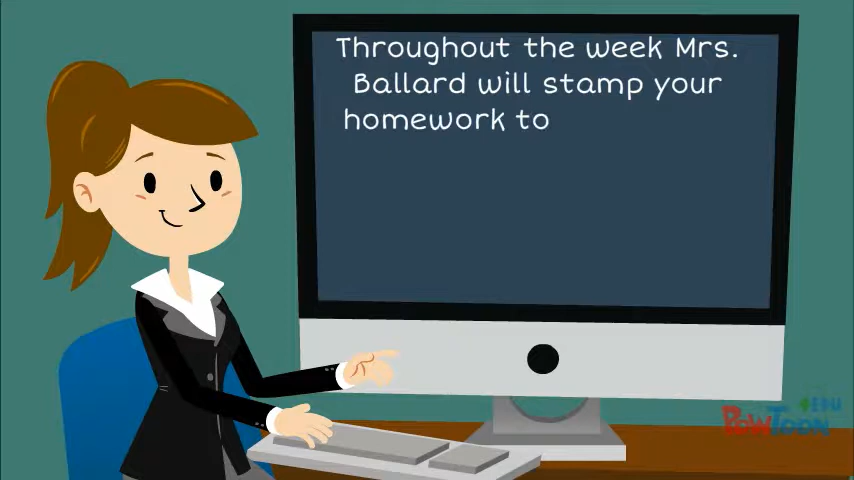 Throughout the week Mrs.
Ballard will stamp your
homework to
EDU
PowToon